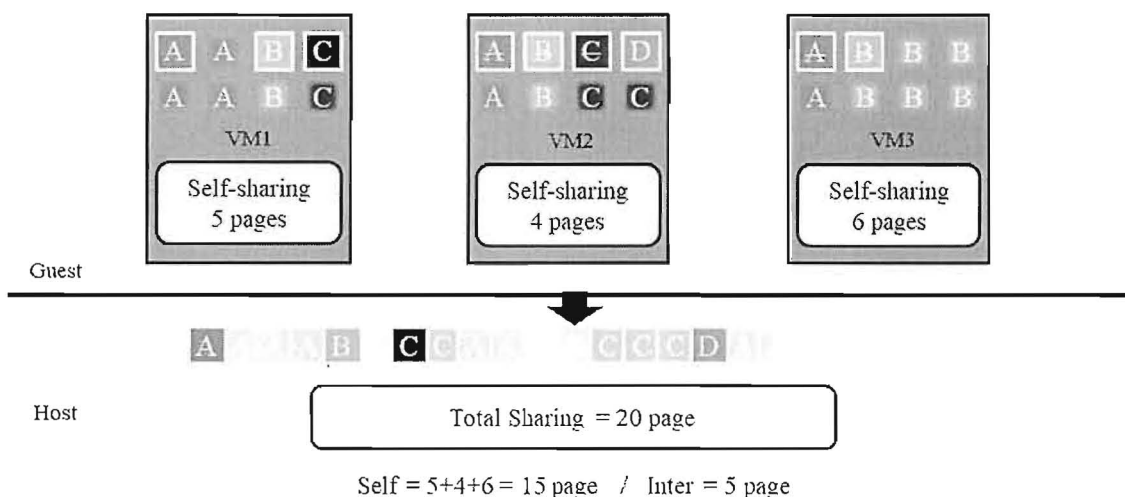 A A B C A B C D A B B B
A A B C A B C C A B B B
VM1 VM2 VM3
Self-sharing Self-sharing Self-sharing
5 pages 4 pages 6 pages
Guest
A B C C C C C D
Host
Total Sharing = 20 page
Self = 5+4+6 = 15 page / Inter = 5 page